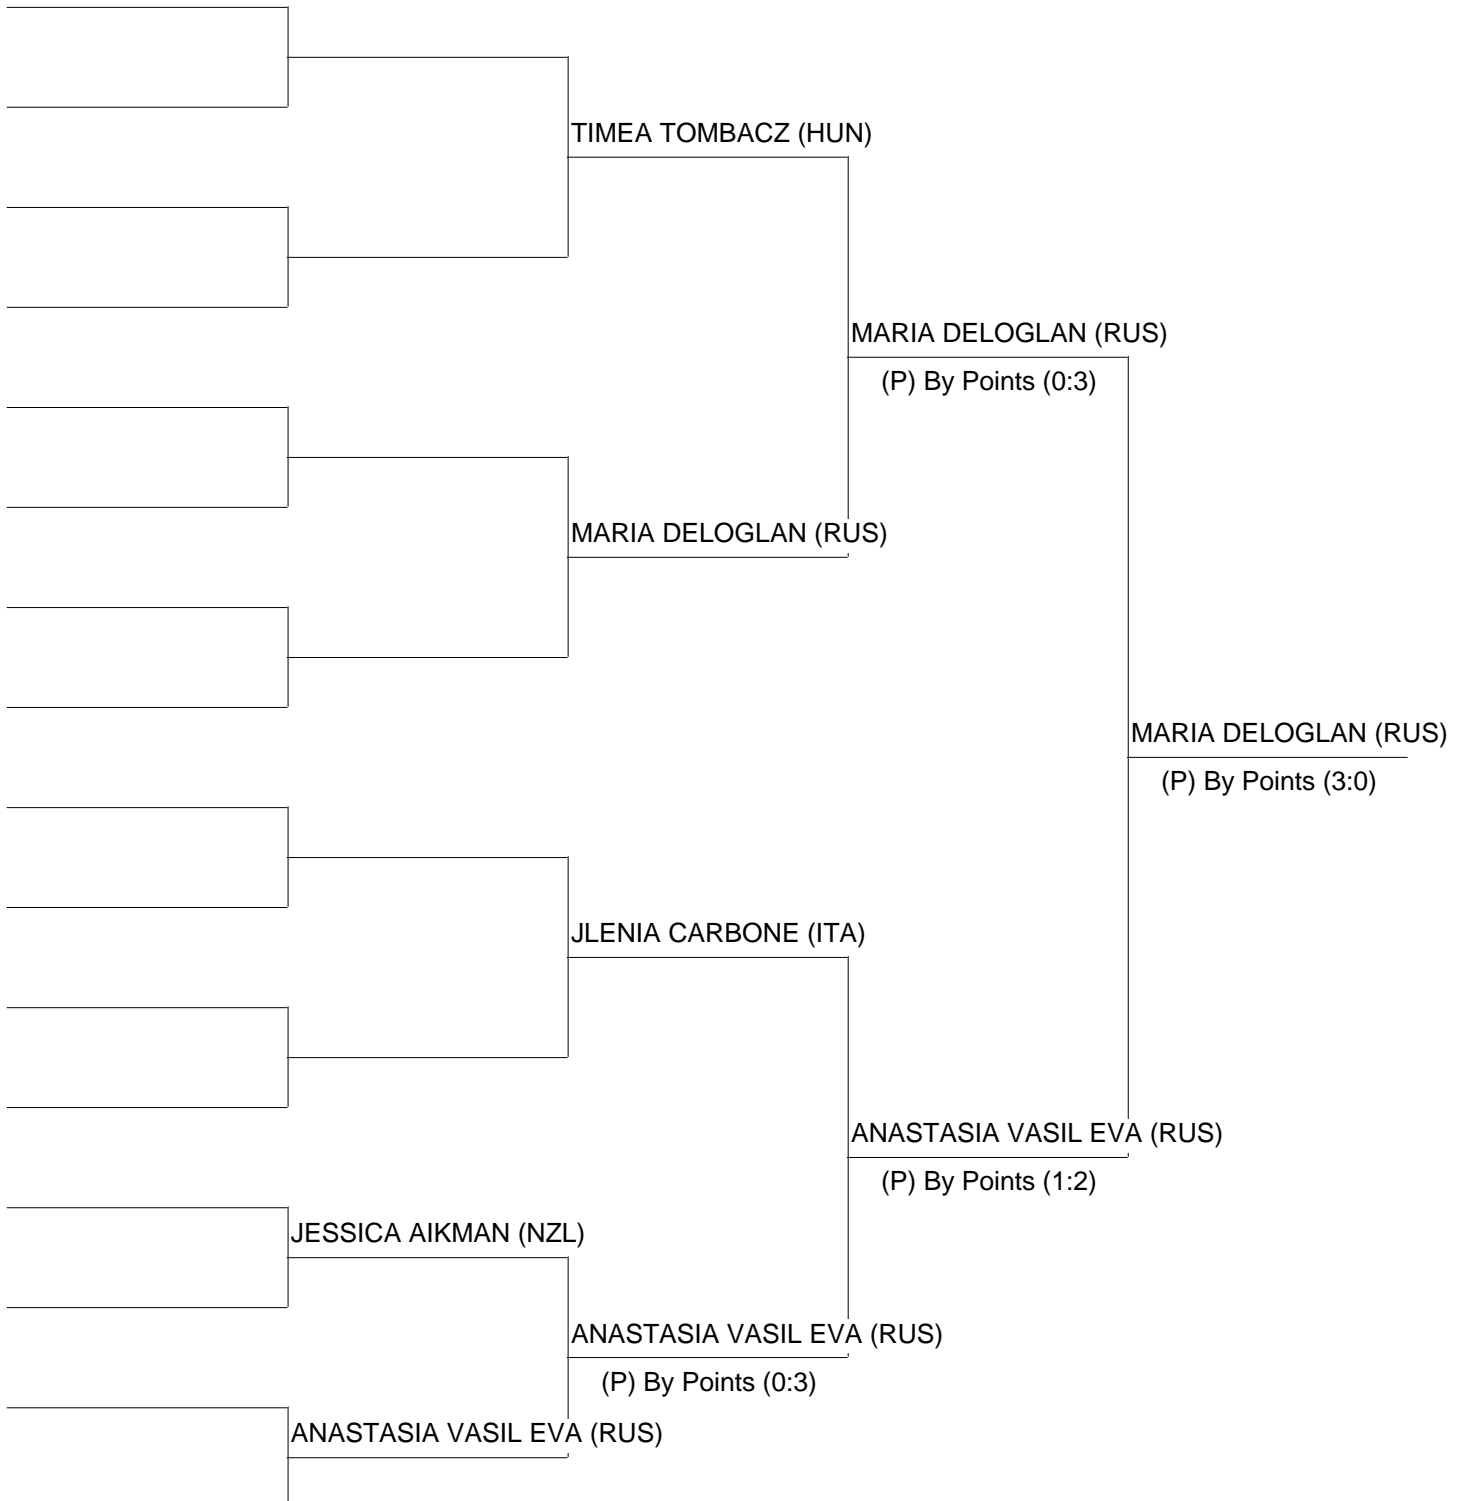 TIMEA TOMBACZ (HUN)
MARIA DELOGLAN (RUS)
(P) By Points (0:3)
MARIA DELOGLAN (RUS)
MARIA DELOGLAN (RUS)
(P) By Points (3:0)
JLENIA CARBONE (ITA)
ANASTASIA VASIL EVA (RUS)
(P) By Points (1:2)
JESSICA AIKMAN (NZL)
ANASTASIA VASIL EVA (RUS)
(P) By Points (0:3)
ANASTASIA VASIL EVA (RUS)